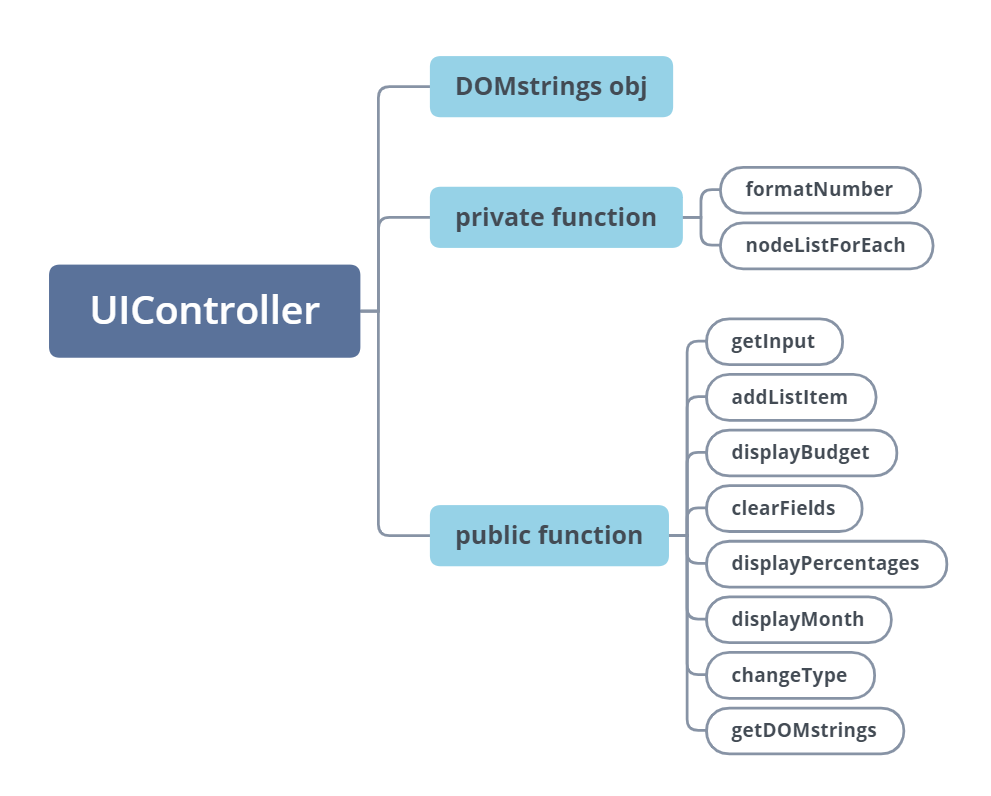 UIController
DOMstrings obj
private function
formatNumber
nodeListForEach
public function
getInput
addListItem
displayBudget
clearFields
displayPercentages
displayMonth
changeType
getDOMstrings